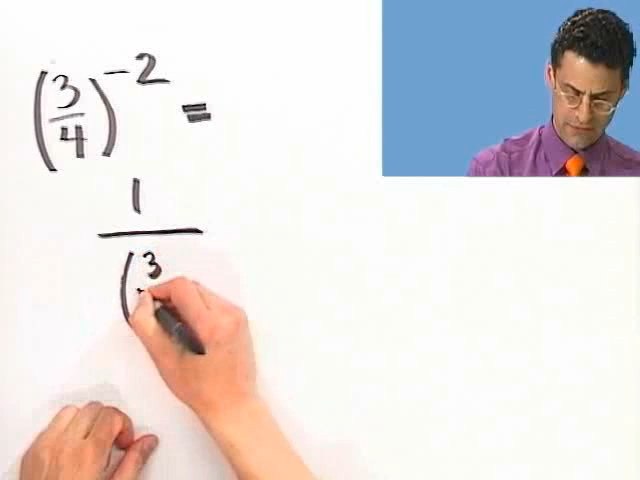 (3/4)^-2 =
1
(3